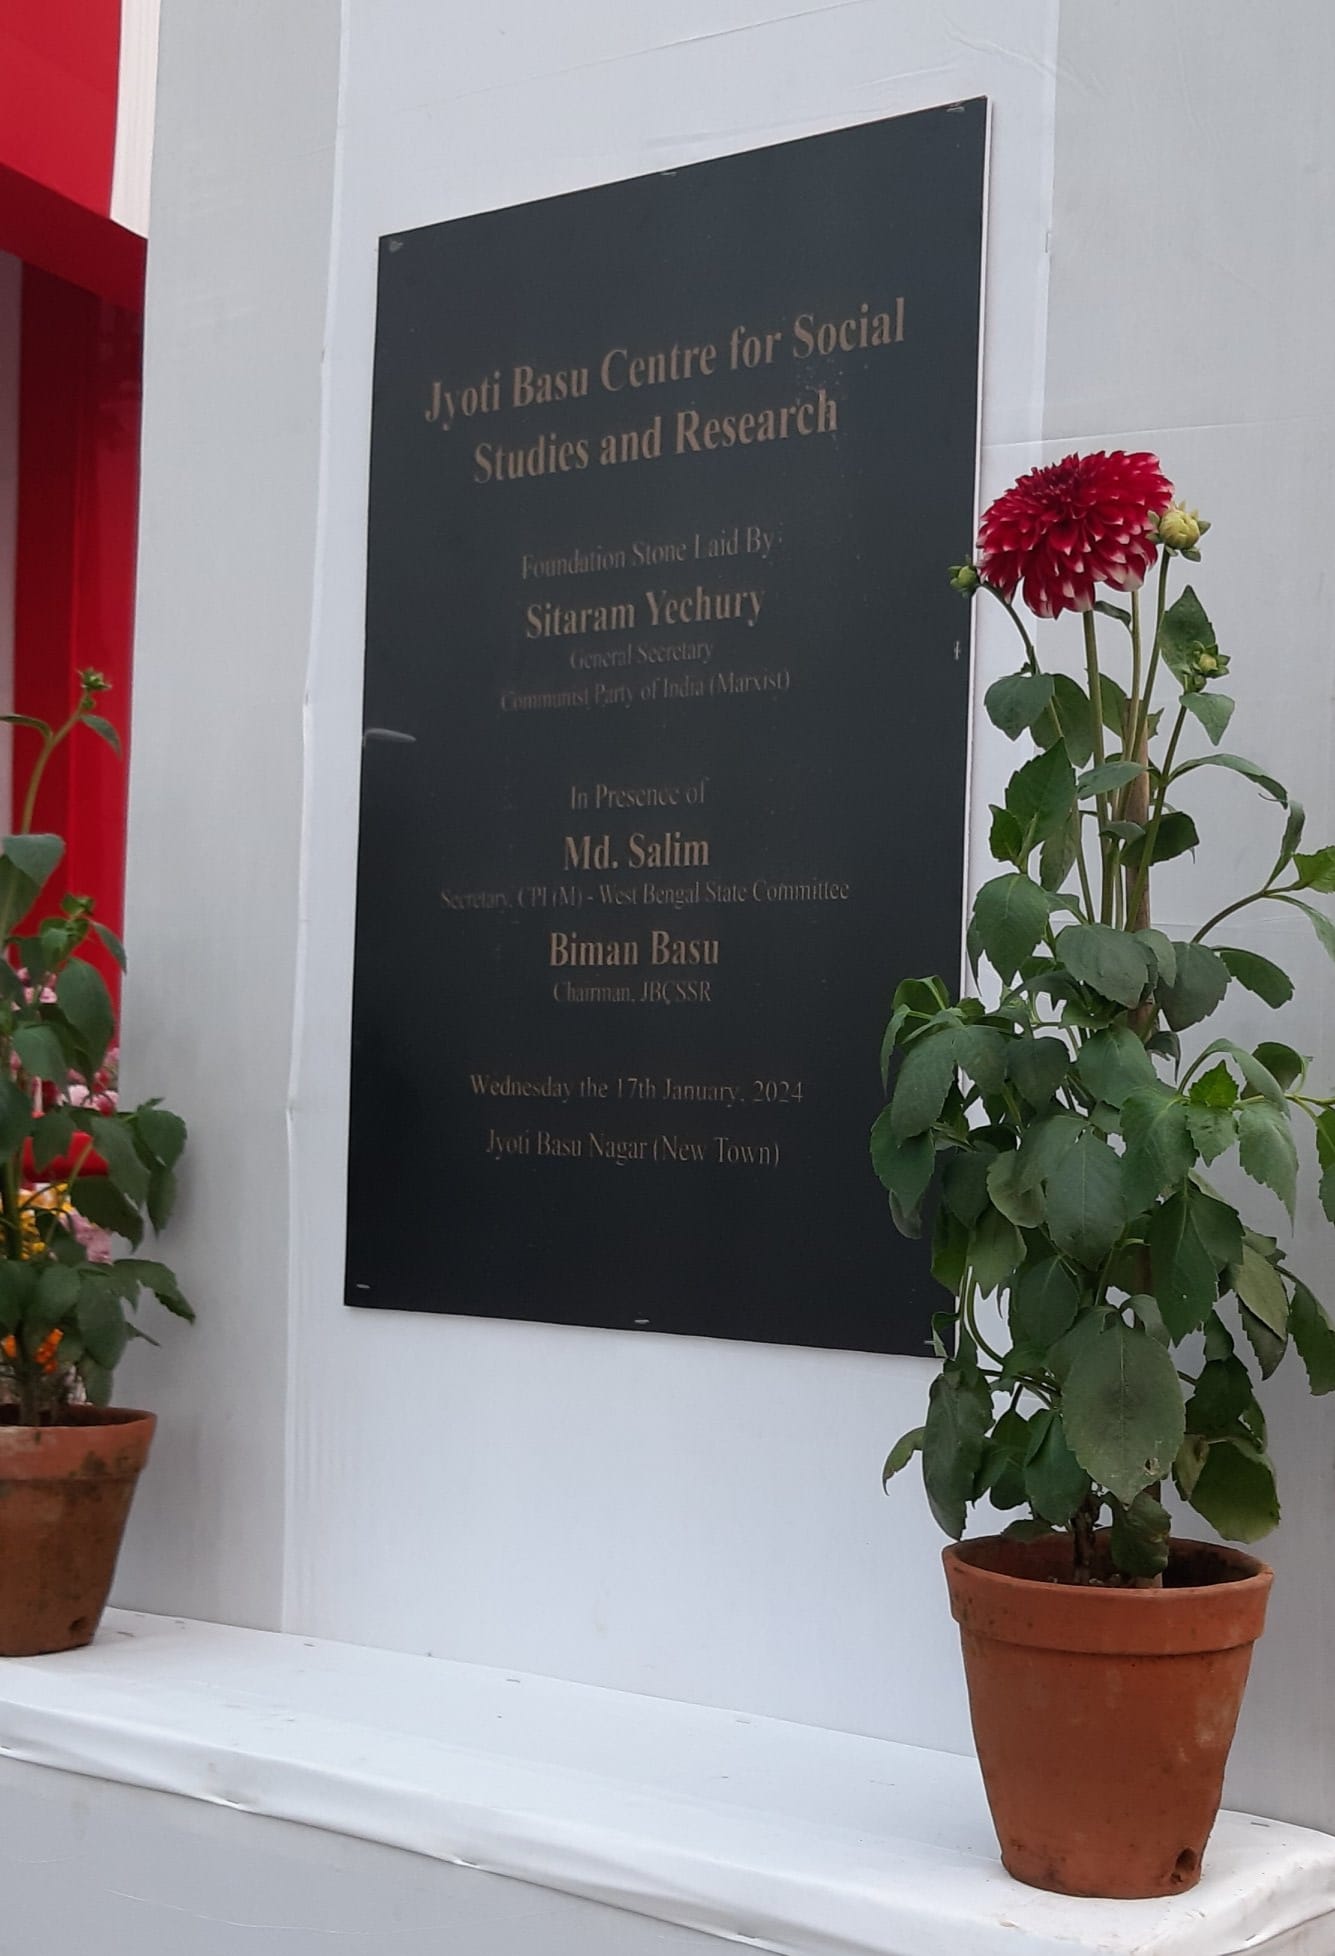 Jyoti Basu Centre for Social
Studies and Research
Foundation Stone Laid By:
Sitaram Yechury
General Secretary
Communist Party of India (Marxist)
In Presence of
Md. Salim
Secretary, CPI (M) - West Bengal State Committee
Biman Basu
Chairman, JBCSSR
Wednesday the 17th January, 2024
Jyoti Basu Nagar (New Town)